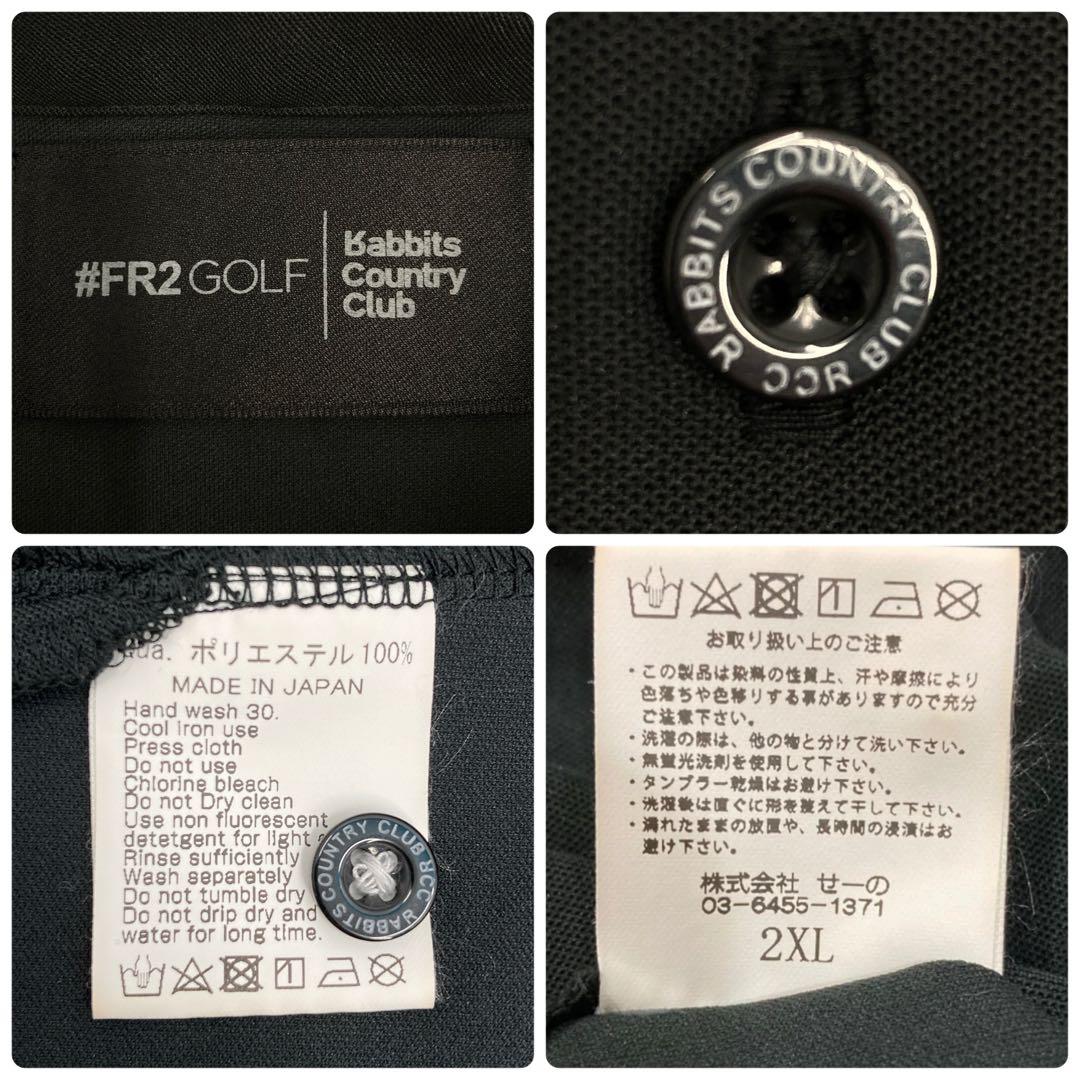 #FR2 GOLF
Rabbits
Country
Club
RABBITS COUNTRY CLUB RCC
ポリエステル 100%
MADE IN JAPAN
Hand wash 30.
Cool Iron use
Press cloth
Do not use
Chlorine bleach
Do not Dry clean
Use non fluorescent
detetgent for light
Rinse sufficiently
Wash separately
Do not tumble dry
Do not drip dry and
water for long time.
RABBITS COUNTRY CLUB RCC
お取り扱い上のご注意
・この製品は染料の性質上、汗や摩擦により
色落ちや色移りする事がありますので充分
ご注意下さい。
・洗濯の際は、他の物と分けて洗い下さい。
・無蛍光洗剤を使用して下さい。
・タンブラー乾燥はお避け下さい。
・洗濯後は直ぐに形を整えて干して下さい。
・濡れたままの放置や、長時間の浸漬はお
避け下さい。
株式会社 せーの
03-6455-1371
2XL